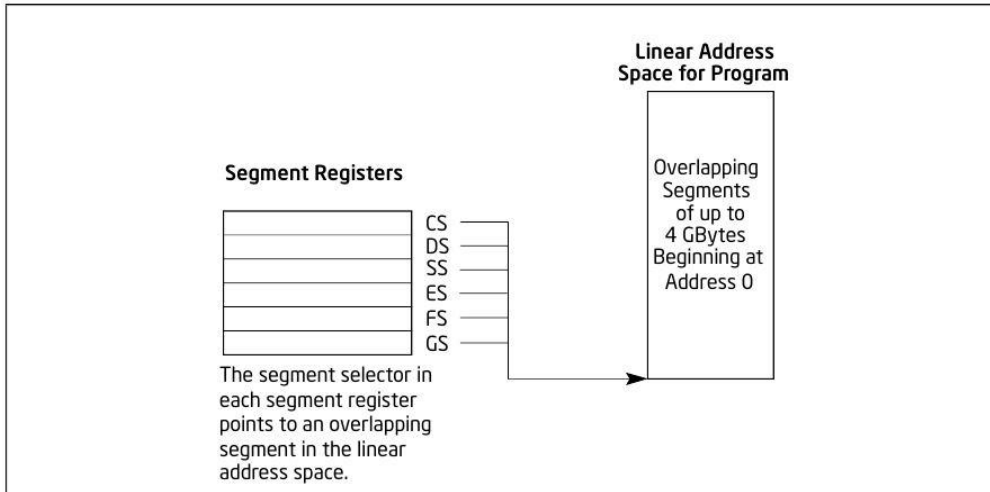 Linear Address
Space for Program
Segment Registers
Overlapping
Segments
of up to
4 GBytes
Beginning at
Address 0
CS
DS
SS
ES
FS
GS
The segment selector in
each segment register
points to an overlapping
segment in the linear
address space.